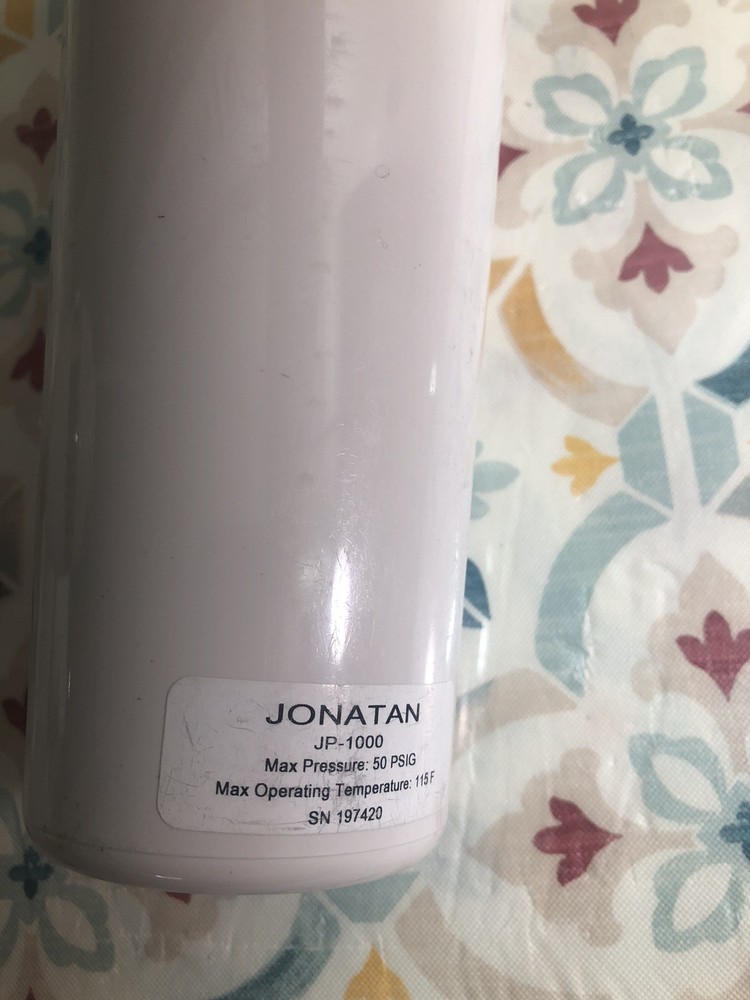 JONATAN
JP-1000
Max Pressure: 50 PSIG
Max Operating Temperature: 115 F
SN 197420